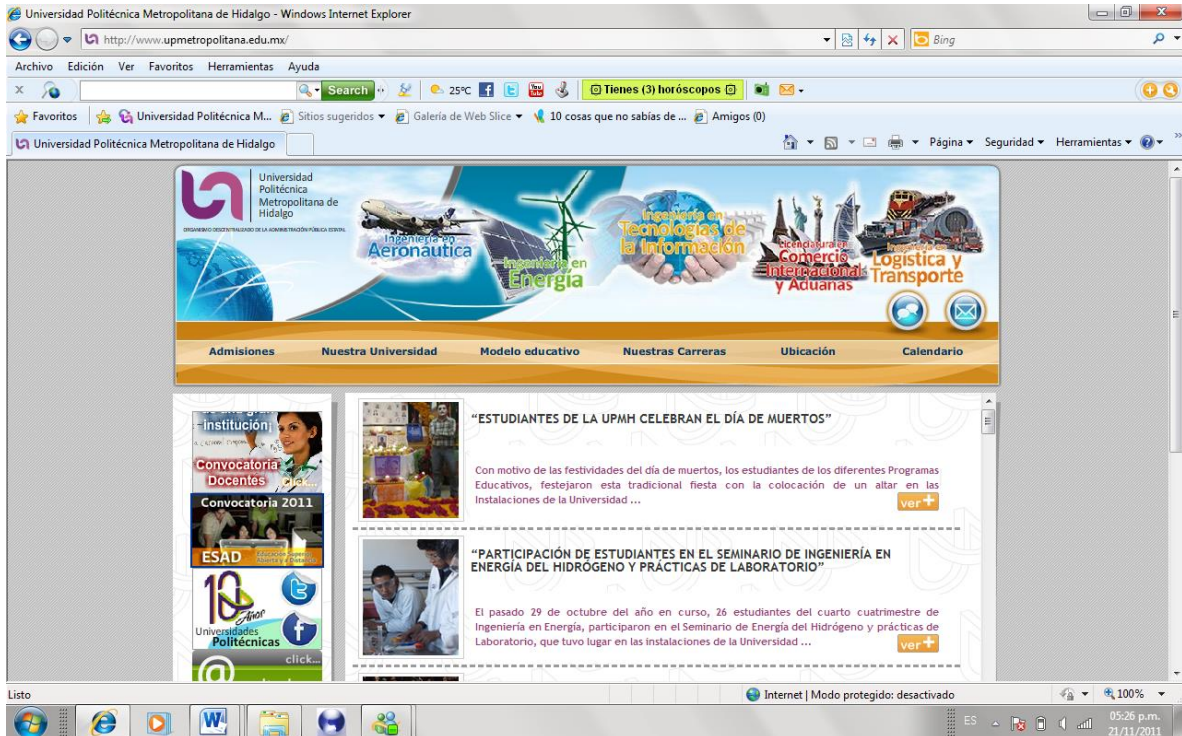 Universidad Politécnica Metropolitana de Hidalgo - Windows Internet Explorer
http://www.upmetropolitana.edu.mx/
Bing
Archivo Edición Ver Favoritos Herramientas Ayuda
x Search 25°C Tienes (3) horóscopos
Favoritos Universidad Politécnica M... Sitios sugeridos Galería de Web Slice 10 cosas que no sabías de ... Amigos (0)
Universidad Politécnica Metropolitana de Hidalgo
Página Seguridad Herramientas
Universidad
Politécnica
Metropolitana de
Hidalgo
ORGANISMO DESCENTRALIZADO DE LA ADMINISTRACIÓN PÚBLICA ESTATAL
Ingeniería en
Aeronautica
Ingeniería en
Energía
Ingeniería en
Tecnologías de
la Información
Licenciatura en
Comercio
Internacional
y Aduanas
Ingeniería en
Logística y
Transporte
Admisiones Nuestra Universidad Modelo educativo Nuestras Carreras Ubicación Calendario
institución¡
Convocatoria
Docentes Click...
Convocatoria 2011
ESAD Educación Superior
Abierta y a Distancia
10 Años
Universidades
Politécnicas
click...
@
“ESTUDIANTES DE LA UPMH CELEBRAN EL DÍA DE MUERTOS”
Con motivo de las festividades del día de muertos, los estudiantes de los diferentes Programas
Educativos, festejaron esta tradicional fiesta con la colocación de un altar en las
Instalaciones de la Universidad ...
ver+
“PARTICIPACIÓN DE ESTUDIANTES EN EL SEMINARIO DE INGENIERÍA EN
ENERGÍA DEL HIDRÓGENO Y PRÁCTICAS DE LABORATORIO”
El pasado 29 de octubre del año en curso, 26 estudiantes del cuarto cuatrimestre de
Ingeniería en Energía, participaron en el Seminario de Energía del Hidrógeno y prácticas de
Laboratorio, que tuvo lugar en las instalaciones de la Universidad ...
ver+
Listo Internet | Modo protegido: desactivado 100%
ES 05:26 p.m.
21/11/2011